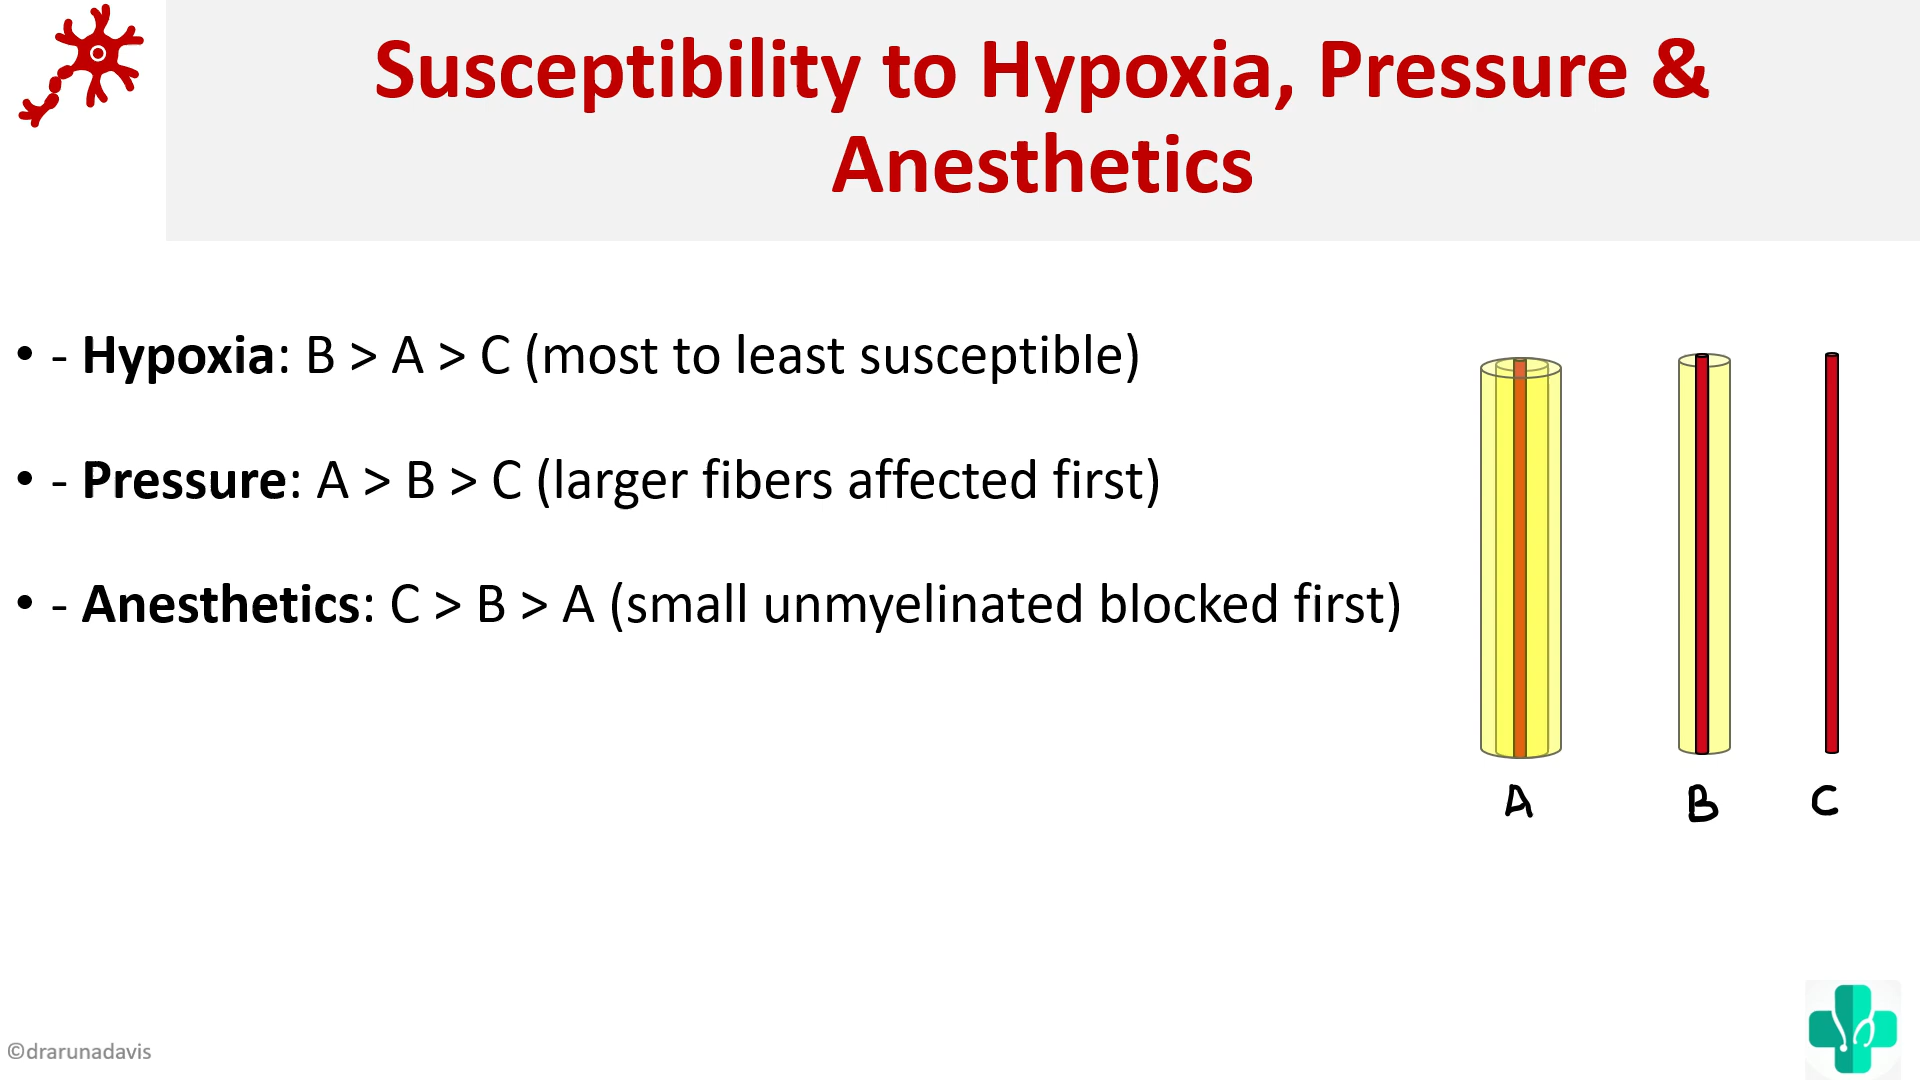 Susceptibility to Hypoxia, Pressure &
Anesthetics
• - Hypoxia: B > A > C (most to least susceptible)
• - Pressure: A > B > C (larger fibers affected first)
• - Anesthetics: C > B > A (small unmyelinated blocked first)
A B C
©drarunadavis